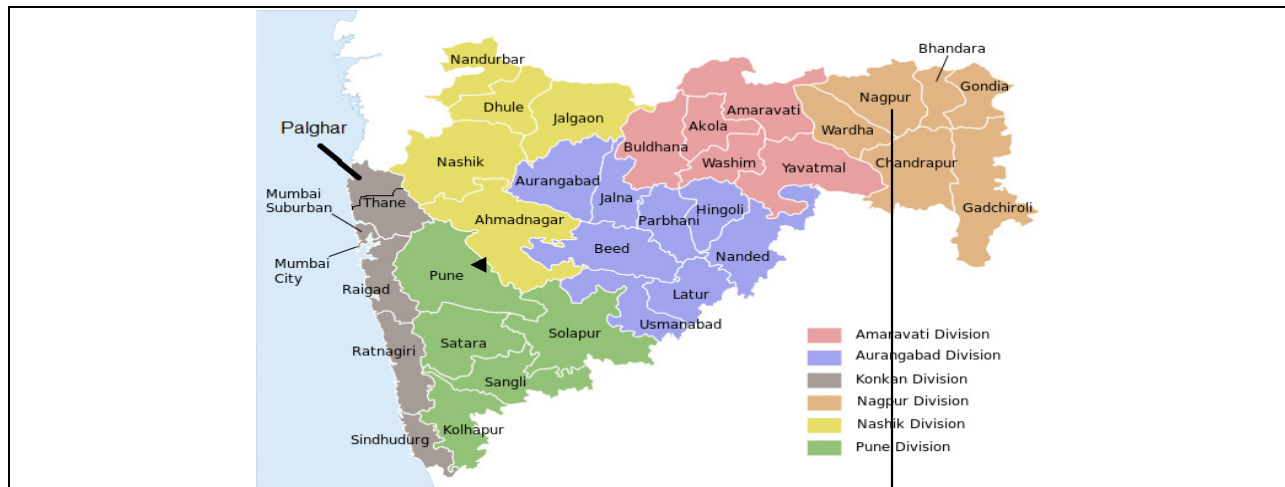 Bhandara
Nandurbar
Gondia
Nagpur
Dhule
Amaravati
Jalgaon
Palghar
Akola
Wardha
Buldhana
Nashik
Washim
Yavatmal
Chandrapur
Aurangabad
Mumbai
Suburban
Thane
Jalna
Hingoli
Gadchiroli
Parbhani
Ahmadnagar
Beed
Nanded
Mumbai
City
Pune
Raigad
Latur
Usmanabad
Solapur
Satara
Ratnagiri
Sangli
Kolhapur
Sindhudurg
Amaravati Division
Aurangabad Division
Konkan Division
Nagpur Division
Nashik Division
Pune Division